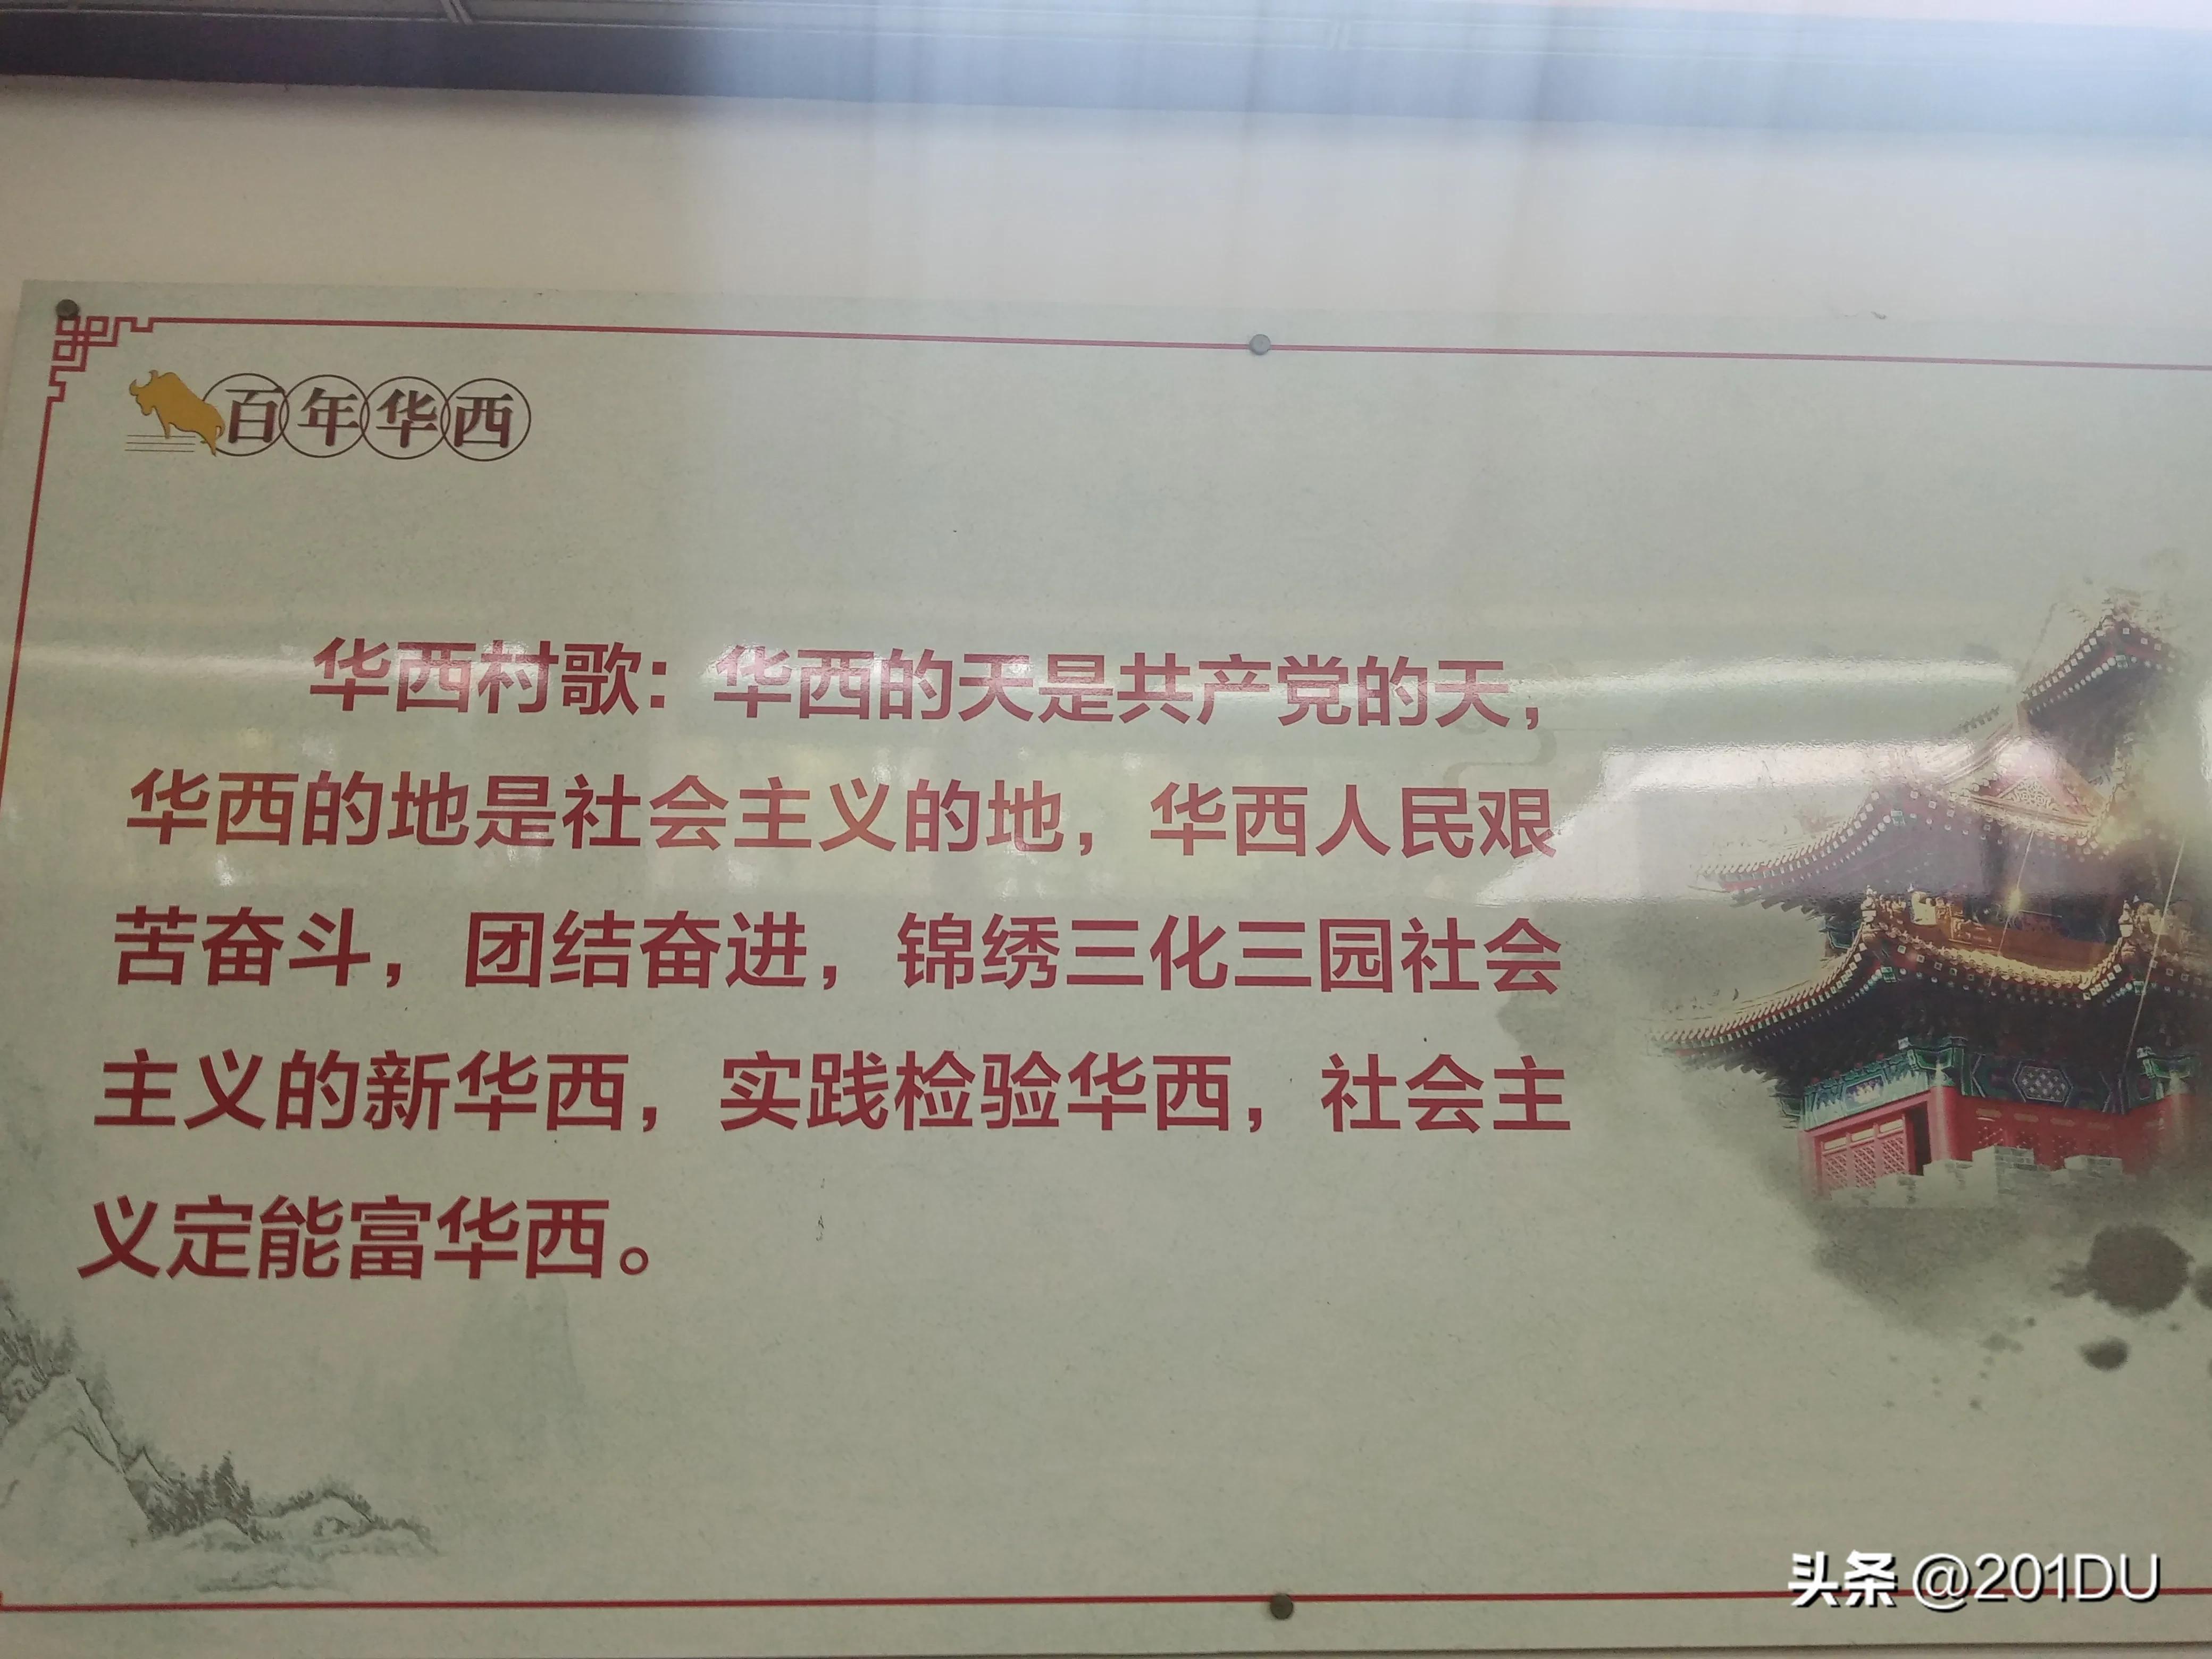 百年华西
华西村歌：华西的天是共产党的天，
华西的地是社会主义的地，华西人民艰
苦奋斗，团结奋进，锦绣三化三园社会
主义的新华西，实践检验华西，社会主
义定能富华西。
头条 @201DU